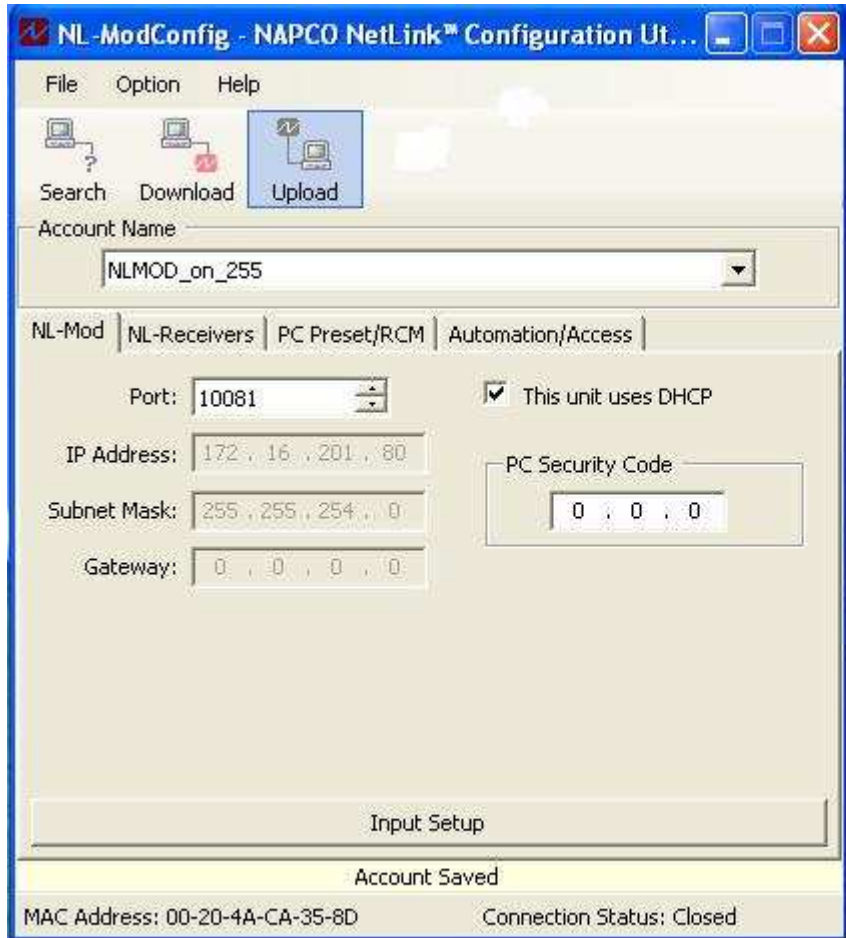 NL-ModConfig - NAPCO NetLink™ Configuration Ut...
File Option Help
Search Download Upload
Account Name
NLMOD_on_255
NL-Mod NL-Receivers PC Preset/RCM Automation/Access
Port: 10081 This unit uses DHCP
IP Address: 172 . 16 . 201 . 80
PC Security Code
Subnet Mask: 255 . 255 . 254 . 0
0 . 0 . 0
Gateway: 0 . 0 . 0 . 0
Input Setup
Account Saved
MAC Address: 00-20-4A-CA-35-8D Connection Status: Closed